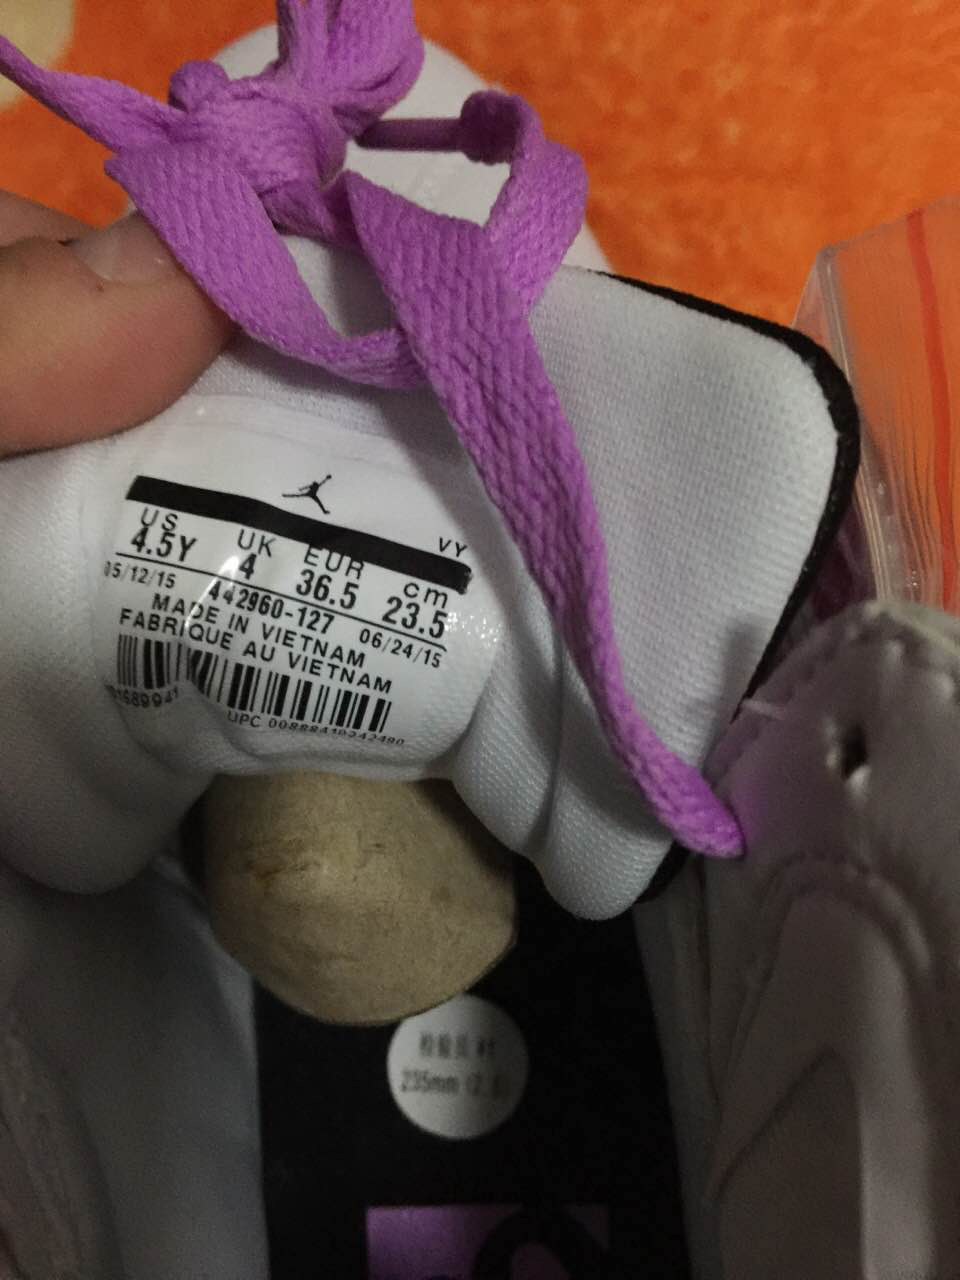 VY
US UK EUR cm
4.5Y 4 36.5 23.5
05/12/15 442960-127 06/24/15
MADE IN VIETNAM
FABRIQUE AU VIETNAM
UPC 00888410242490
235mm